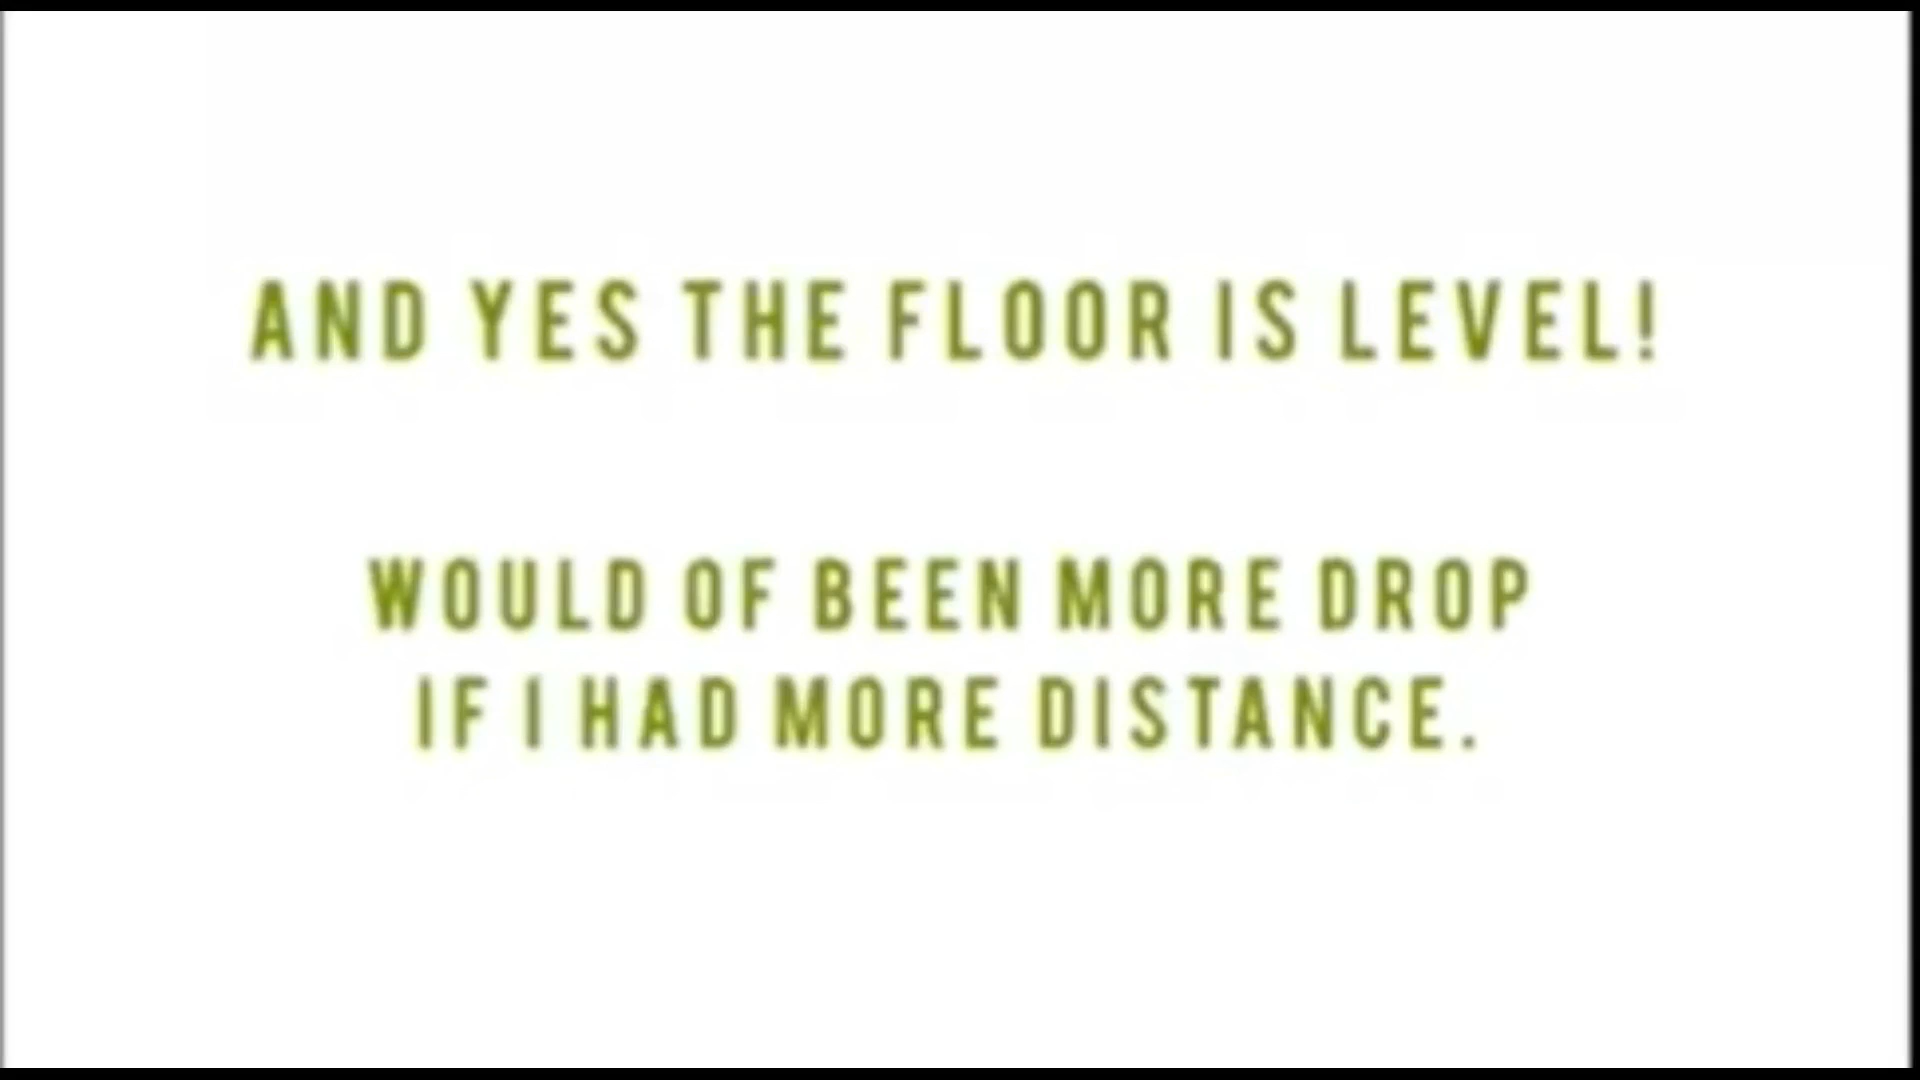 AND YES THE FLOOR IS LEVEL!
WOULD OF BEEN MORE DROP
IF I HAD MORE DISTANCE.